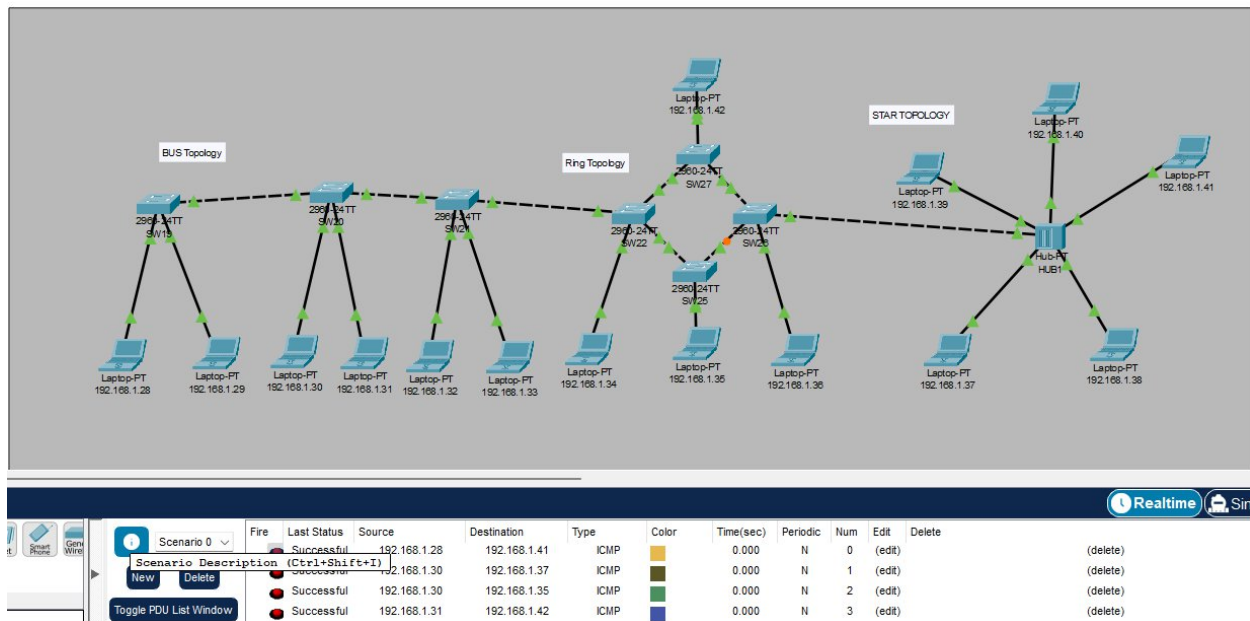 Laptop-PT
192.168.1.42
STAR TOPOLOGY
Laptop-PT
192.168.1.40
BUS Topology
Ring Topology
2960-24TT
SW27
Laptop-PT
192.168.1.39
Laptop-PT
192.168.1.41
2960-24TT
SW19
2960-24TT
SW20
2960-24TT
SW21
2960-24TT
SW22
2960-24TT
SW26
Hub-PT
HUB1
2960-24TT
SW25
Laptop-PT
192.168.1.28
Laptop-PT
192.168.1.29
Laptop-PT
192.168.1.30
Laptop-PT
192.168.1.31
Laptop-PT
192.168.1.32
Laptop-PT
192.168.1.33
Laptop-PT
192.168.1.34
Laptop-PT
192.168.1.35
Laptop-PT
192.168.1.36
Laptop-PT
192.168.1.37
Laptop-PT
192.168.1.38
Realtime
Sim
Smart
Phone
Wire
Scenario 0
Scenario Description (Ctrl+Shift+I)
New Delete
Toggle PDU List Window
Fire Last Status Source Destination Type Color Time(sec) Periodic Num Edit Delete
Successful 192.168.1.28 192.168.1.41 ICMP 0.000 N 0 (edit) (delete)
Successful 192.168.1.30 192.168.1.37 ICMP 0.000 N 1 (edit) (delete)
Successful 192.168.1.30 192.168.1.35 ICMP 0.000 N 2 (edit) (delete)
Successful 192.168.1.31 192.168.1.42 ICMP 0.000 N 3 (edit) (delete)